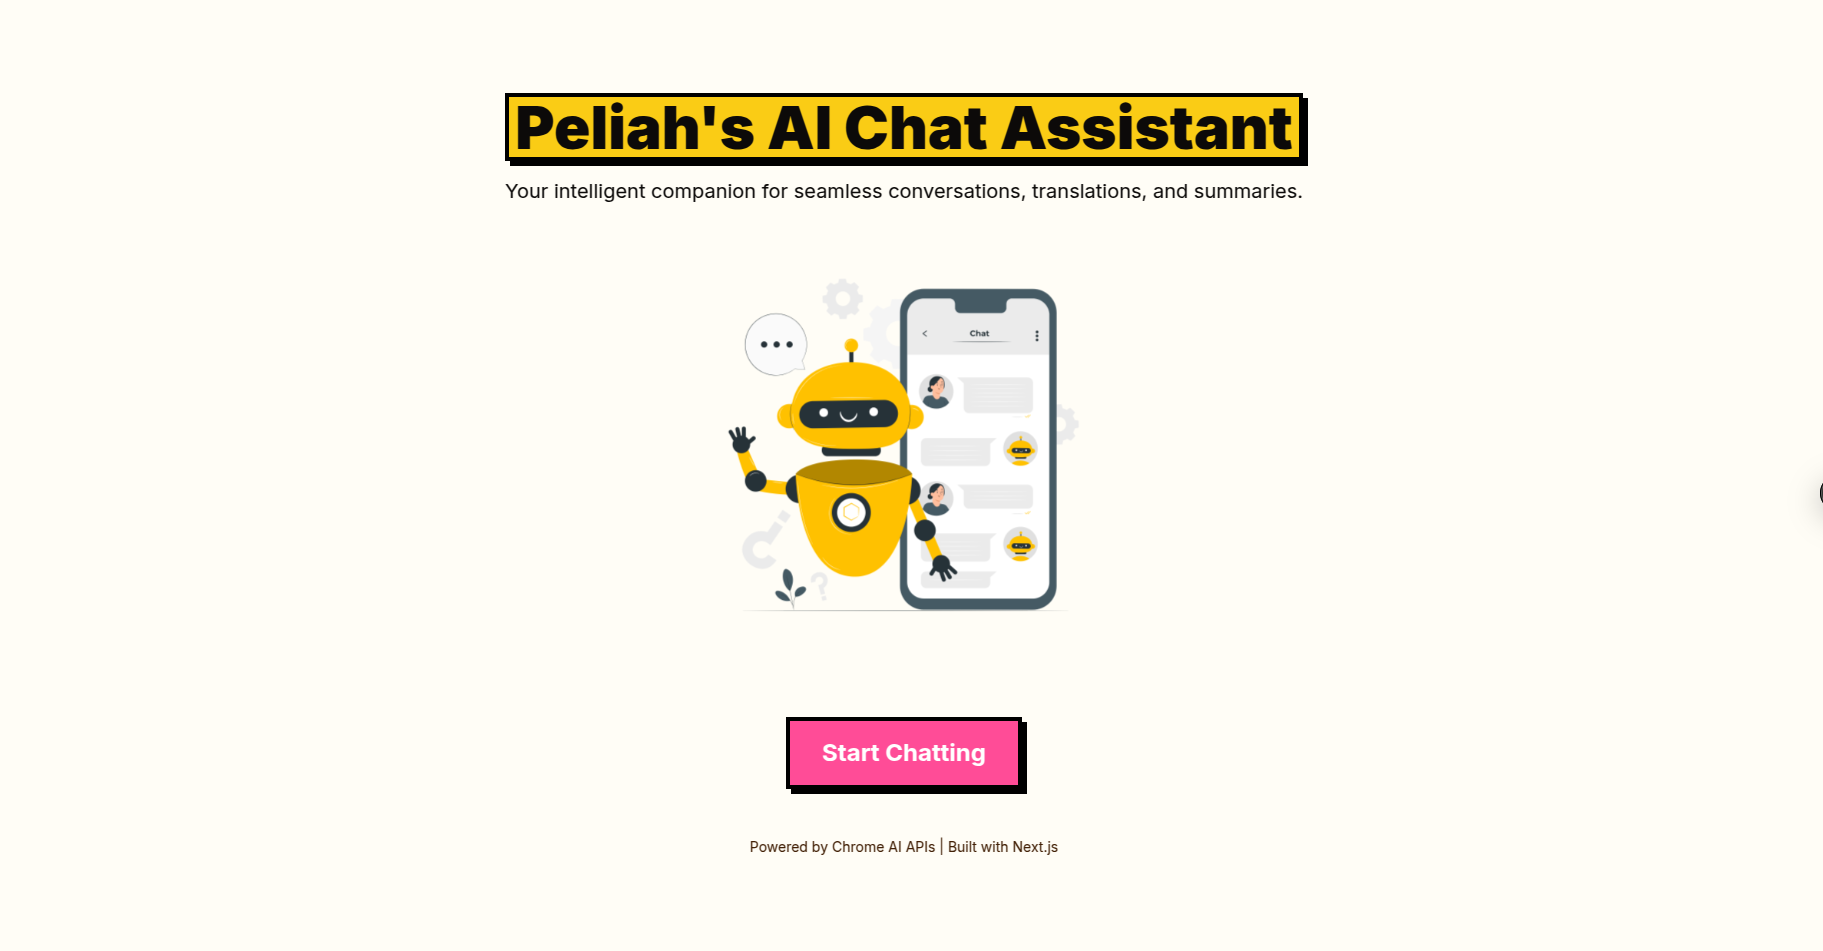 Peliah's AI Chat Assistant
Your intelligent companion for seamless conversations, translations, and summaries.
Chat
Start Chatting
Powered by Chrome AI APIs | Built with Next.js